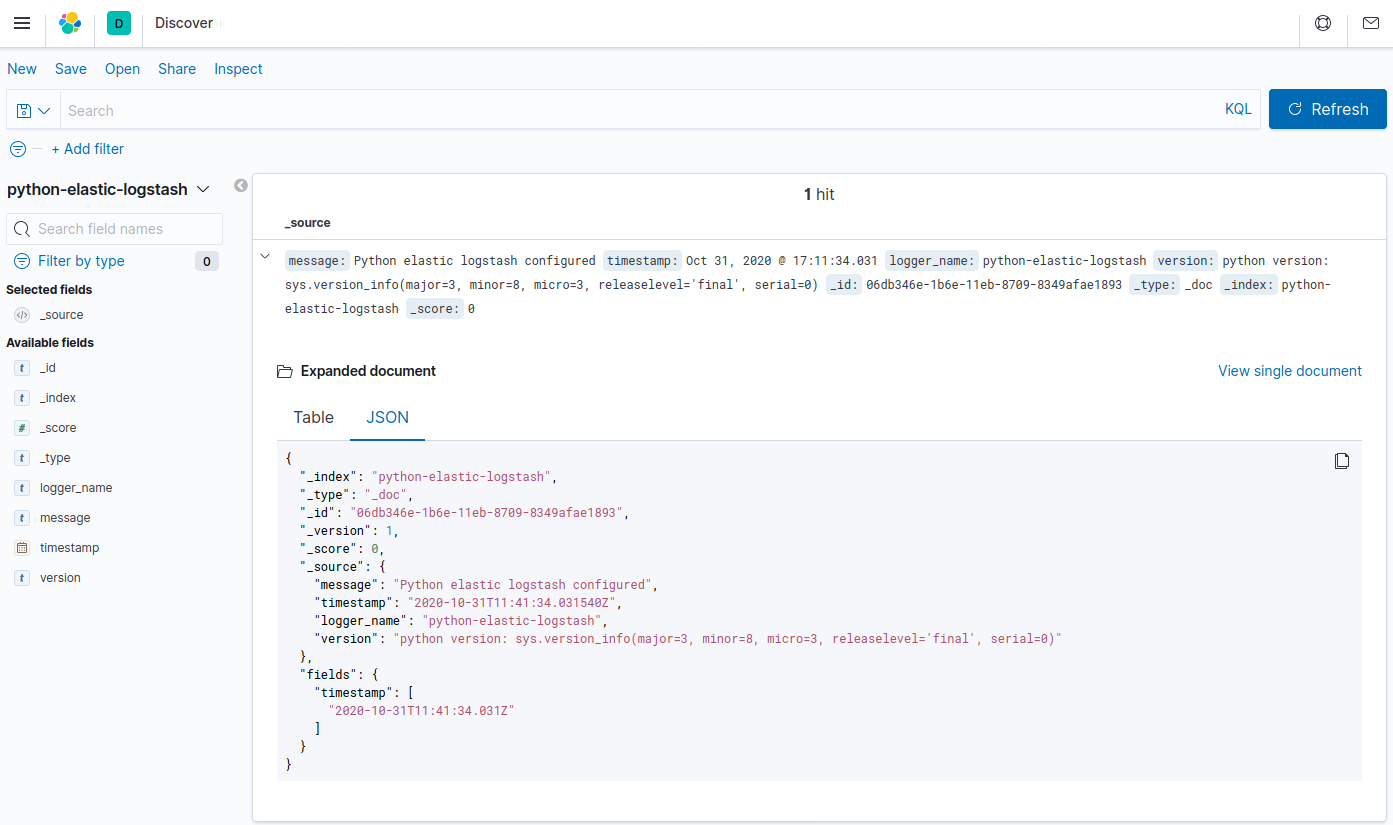 D Discover
New Save Open Share Inspect
Search KQL Refresh
+ Add filter
python-elastic-logstash
Search field names
Filter by type 0
Selected fields
_source
Available fields
t _id
t _index
# _score
t _type
t logger_name
t message
timestamp
t version
1 hit
_source
message: Python elastic logstash configured timestamp: Oct 31, 2020 @ 17:11:34.031 logger_name: python-elastic-logstash version: python version:
sys.version_info(major=3, minor=8, micro=3, releaselevel='final', serial=0) _id: 06db346e-1b6e-11eb-8709-8349afae1893 _type: _doc _index: python-
elastic-logstash _score: 0
Expanded document View single document
Table JSON
{
  "_index": "python-elastic-logstash",
  "_type": "_doc",
  "_id": "06db346e-1b6e-11eb-8709-8349afae1893",
  "_version": 1,
  "_score": 0,
  "_source": {
    "message": "Python elastic logstash configured",
    "timestamp": "2020-10-31T11:41:34.031540Z",
    "logger_name": "python-elastic-logstash",
    "version": "python version: sys.version_info(major=3, minor=8, micro=3, releaselevel='final', serial=0)"
  },
  "fields": {
    "timestamp": [
      "2020-10-31T11:41:34.031Z"
    ]
  }
}